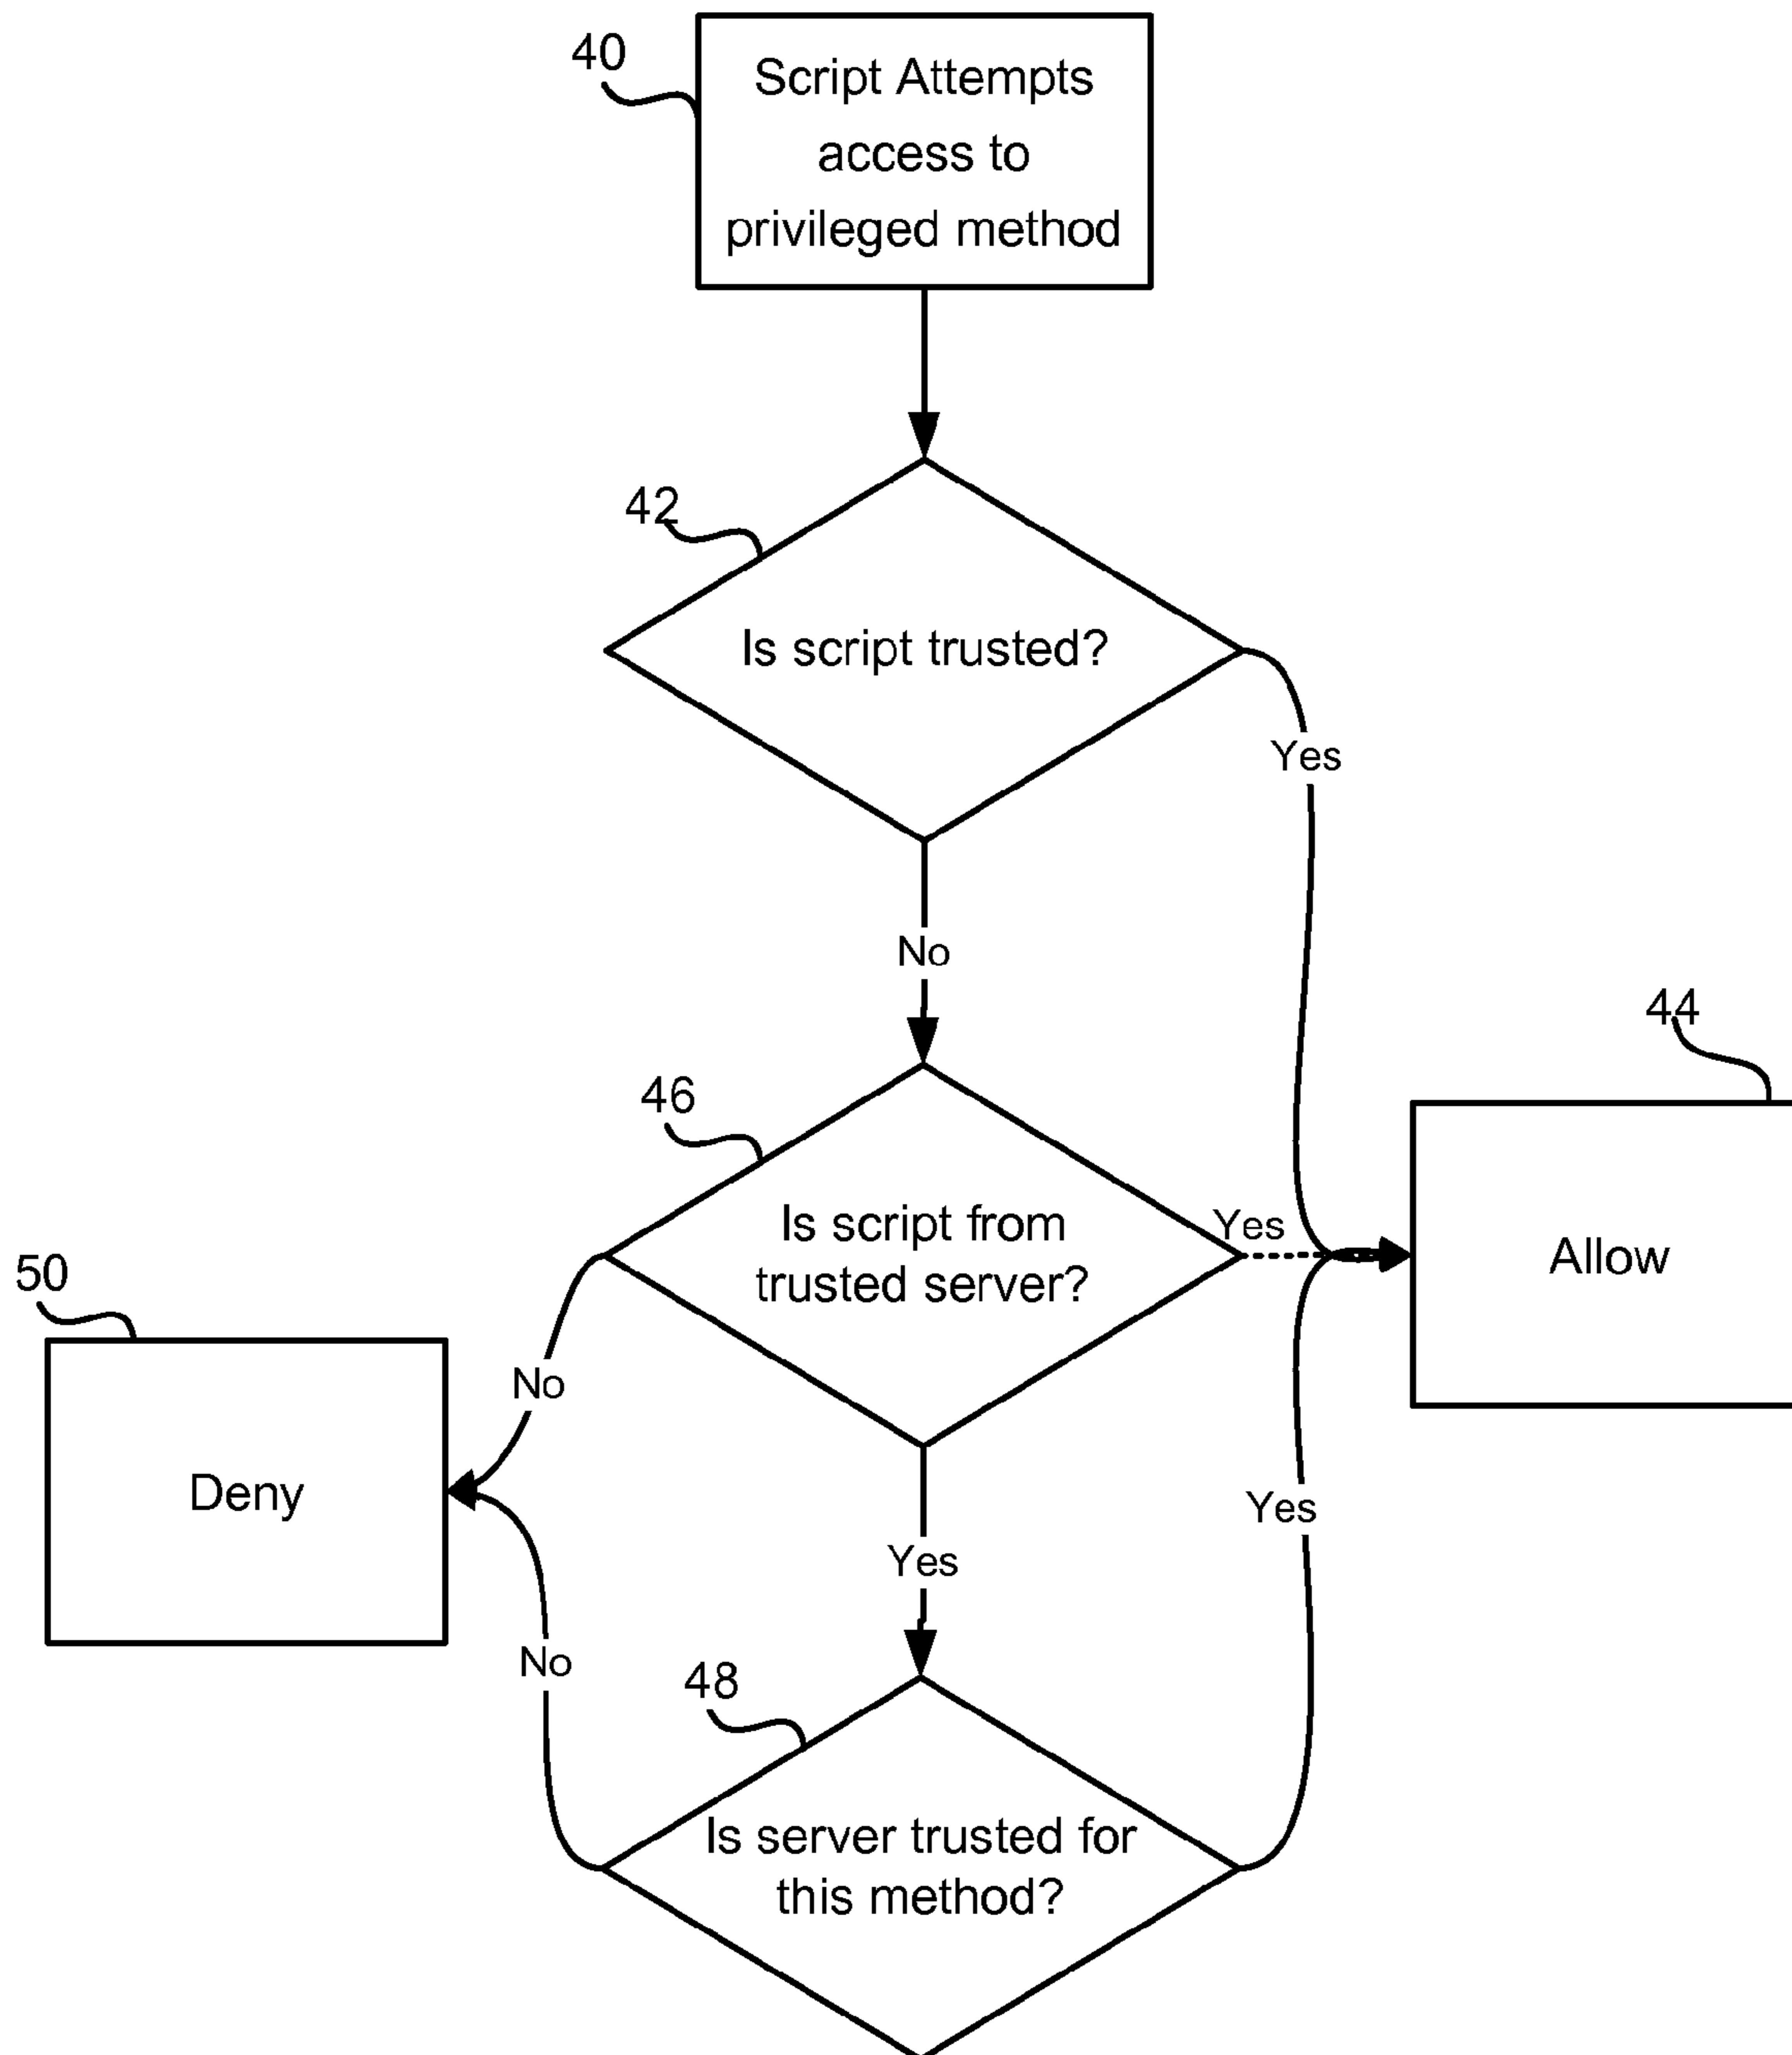 40
Script Attempts
access to
privileged method
42
Is script trusted?
Yes
No
44
46
Is script from
trusted server?
Yes
Allow
50
No
Deny
Yes
Yes
No
48
Is server trusted for
this method?